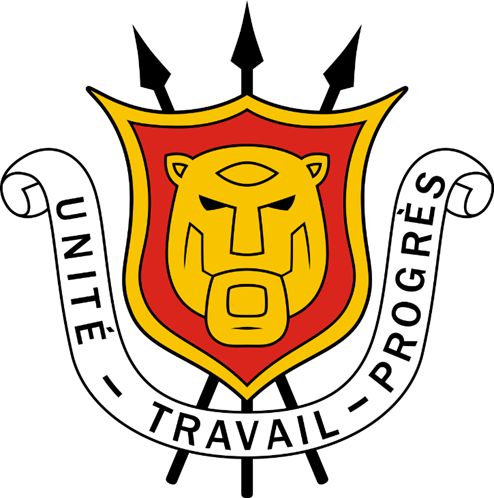 UNITÉ – TRAVAIL – PROGRÈS